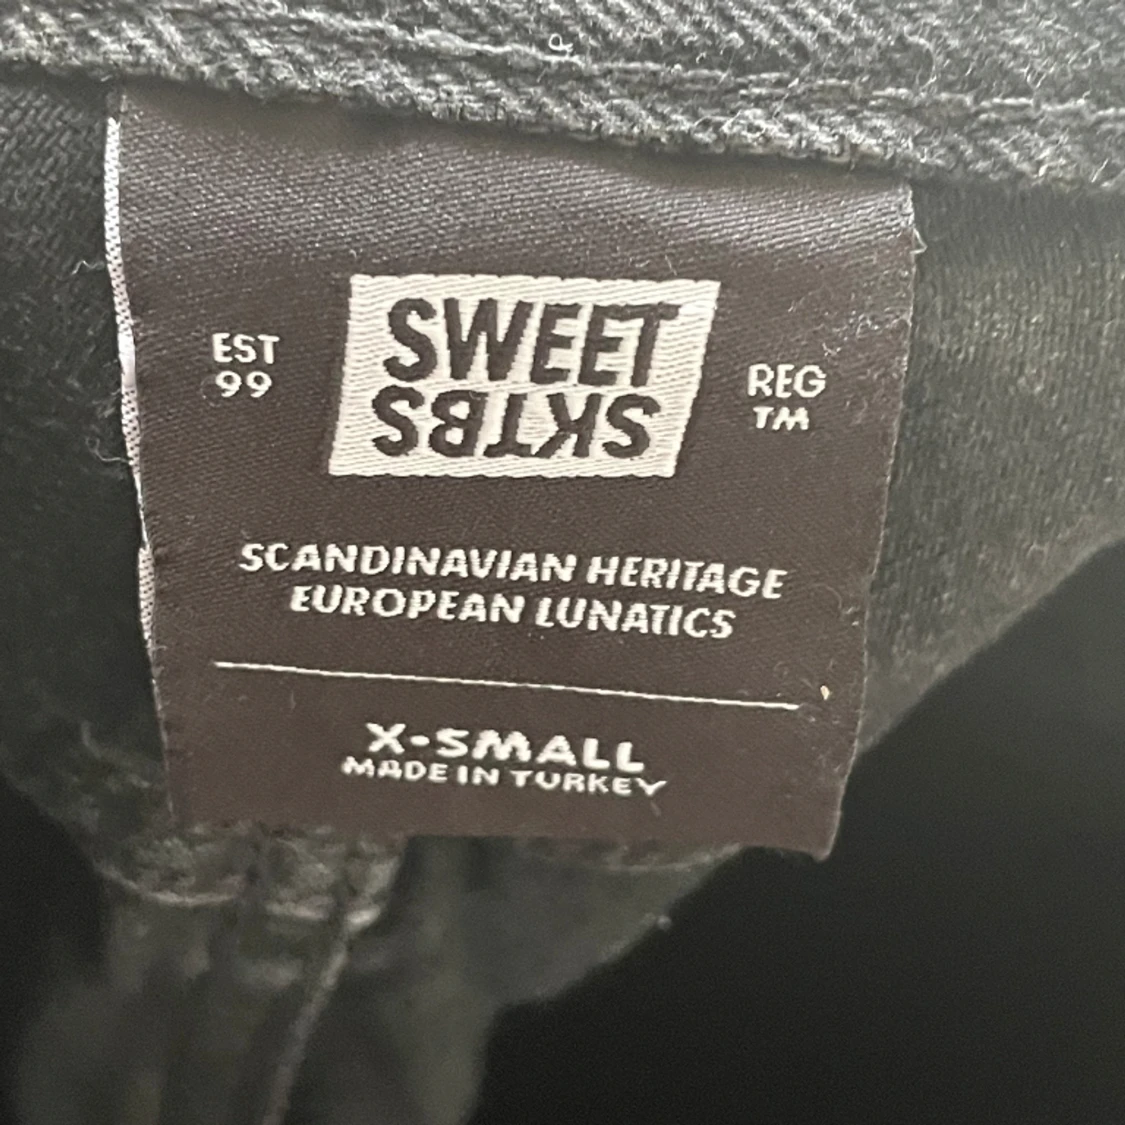 SWEET
SKTBS
EST
99
REG
TM
SCANDINAVIAN HERITAGE
EUROPEAN LUNATICS
X-SMALL
MADE IN TURKEY